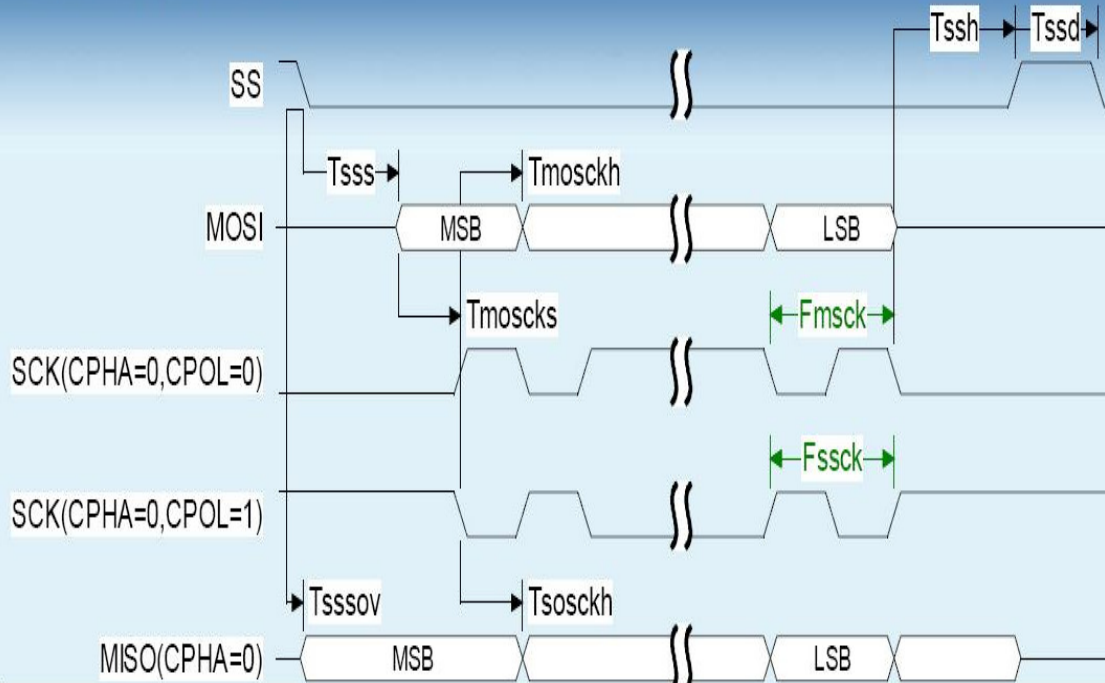 Tssh Tssd
SS
Tsss Tmosckh
MOSI MSB LSB
Tmoscks Fmsck
SCK(CPHA=0,CPOL=0)
Fssck
SCK(CPHA=0,CPOL=1)
Tsssov Tsosckh
MISO(CPHA=0) MSB LSB